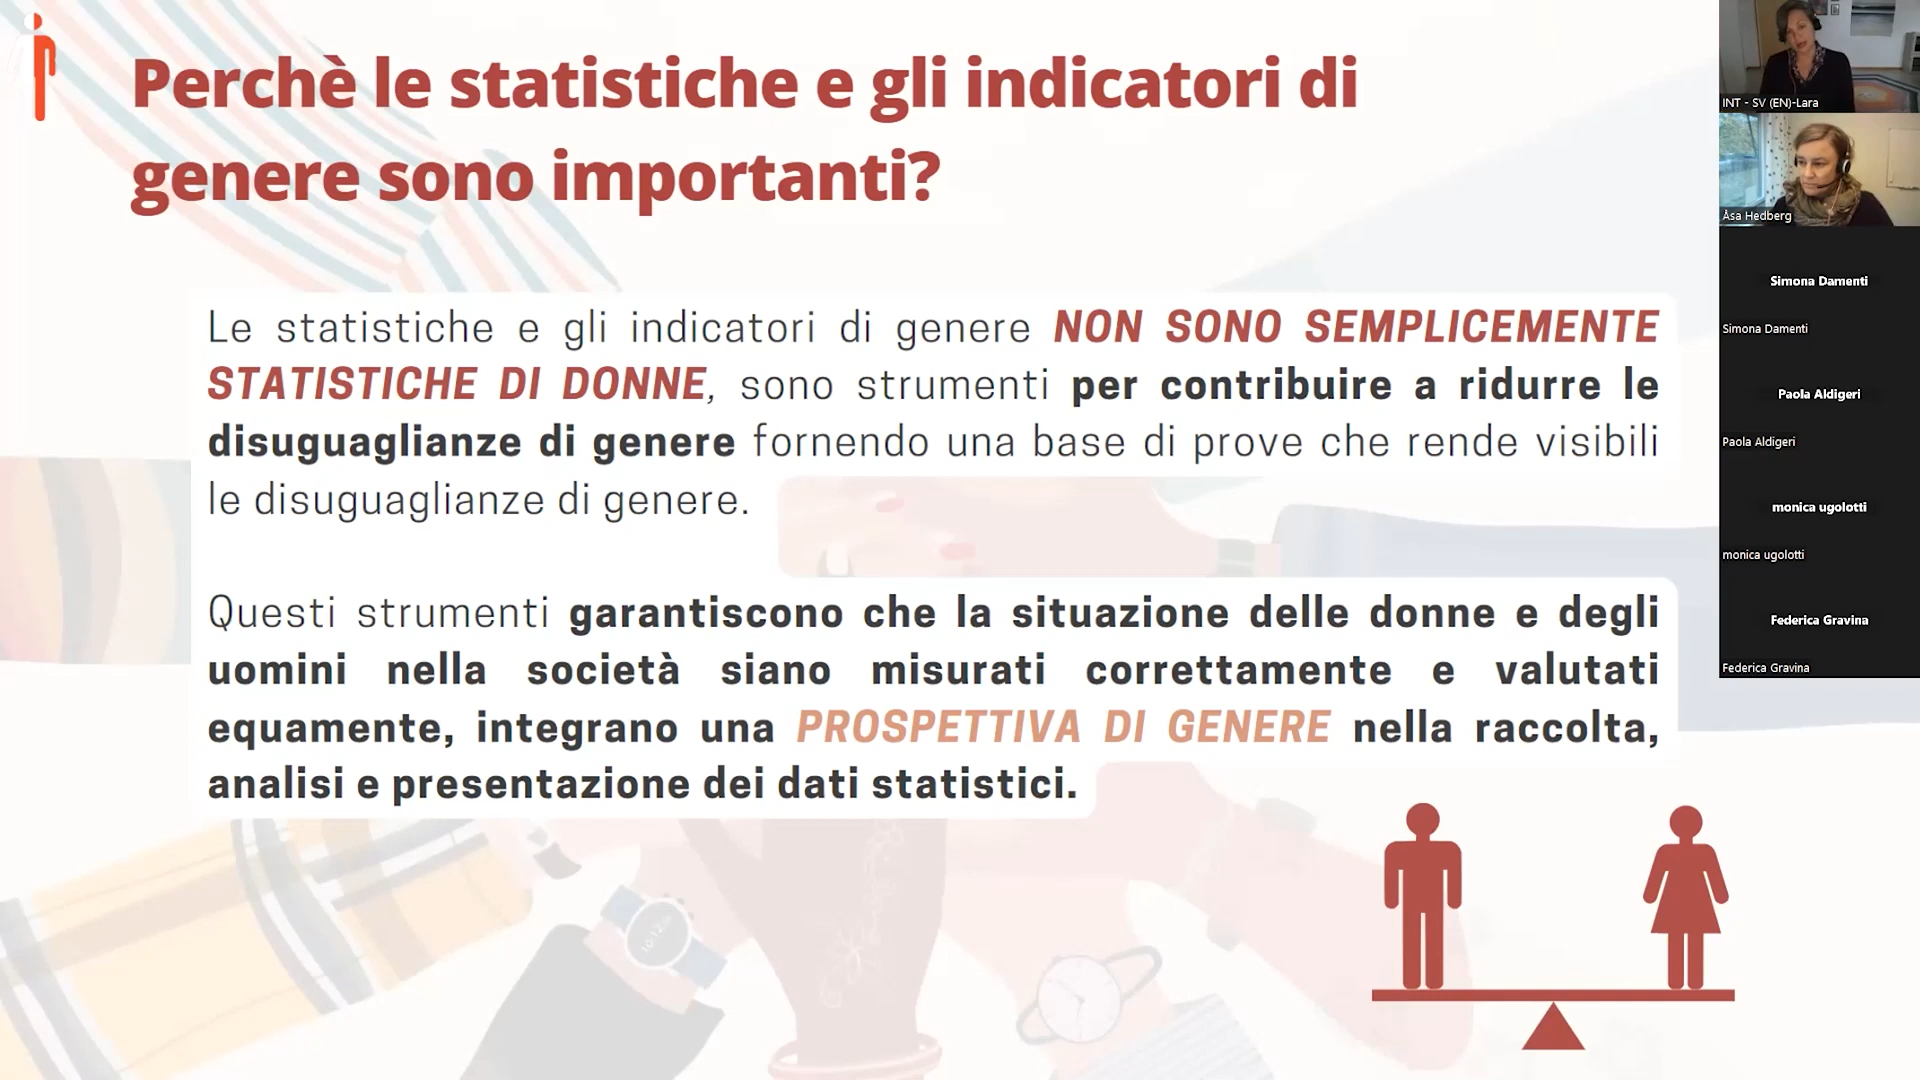 Perchè le statistiche e gli indicatori di
genere sono importanti?
Le statistiche e gli indicatori di genere NON SONO SEMPLICEMENTE
STATISTICHE DI DONNE, sono strumenti per contribuire a ridurre le
disuguaglianze di genere fornendo una base di prove che rende visibili
le disuguaglianze di genere.
Questi strumenti garantiscono che la situazione delle donne e degli
uomini nella società siano misurati correttamente e valutati
equamente, integrano una PROSPETTIVA DI GENERE nella raccolta,
analisi e presentazione dei dati statistici.
INT - SV (EN)-Lara
Åsa Hedberg
Simona Damenti
Simona Damenti
Paola Aldigeri
Paola Aldigeri
monica ugolotti
monica ugolotti
Federica Gravina
Federica Gravina